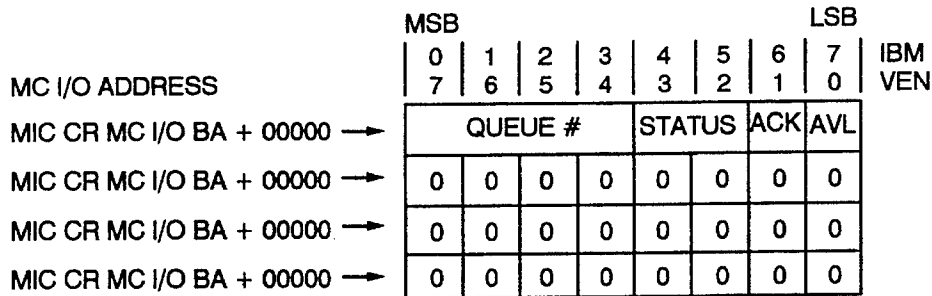 MSB LSB
0 1 2 3 4 5 6 7 IBM
MC I/O ADDRESS 7 6 5 4 3 2 1 0 VEN
MIC CR MC I/O BA + 00000 → QUEUE # STATUS ACK AVL
MIC CR MC I/O BA + 00000 → 0 0 0 0 0 0 0 0
MIC CR MC I/O BA + 00000 → 0 0 0 0 0 0 0 0
MIC CR MC I/O BA + 00000 → 0 0 0 0 0 0 0 0